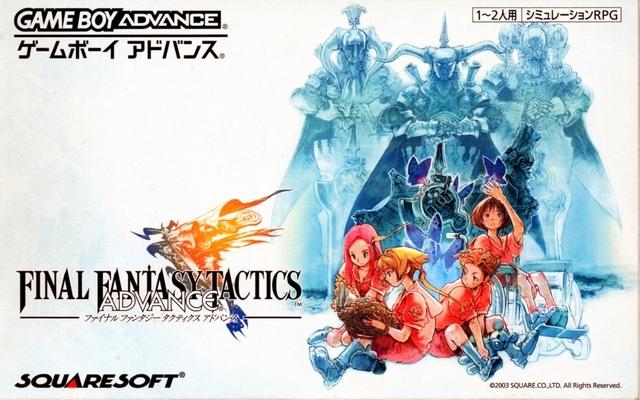 GAME BOY ADVANCE®
ゲームボーイ アドバンス®
1~2人用 シミュレーションRPG
FINAL FANTASY TACTICS™
ADVANCE
ファイナルファンタジー タクティクス アドバンス
SQUARESOFT®
©2003 SQUARE.CO.,LTD. All Rights Reserved.